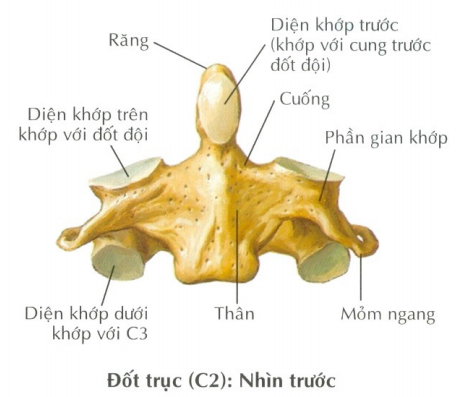 Răng
Diện khớp trước
(khớp với cung trước
đốt đội)
Cuống
Diện khớp trên
khớp với đốt đội
Phần gian khớp
Diện khớp dưới
khớp với C3
Thân
Mỏm ngang
Đốt trục (C2): Nhìn trước